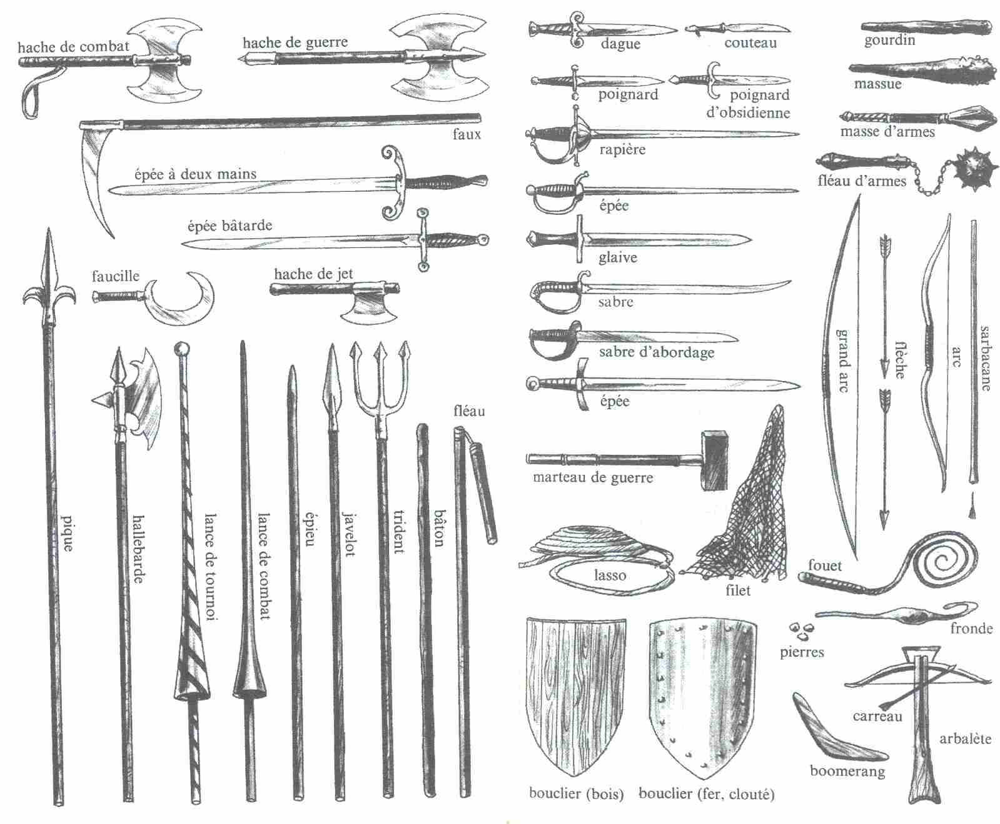 hache de combat
hache de guerre
faux
épée à deux mains
épée bâtarde
faucille
hache de jet
pique
hallebarde
lance de tournoi
lance de combat
épieu
javelot
trident
bâton
fléau
dague
couteau
poignard
poignard
d'obsidienne
rapière
épée
glaive
sabre
sabre d'abordage
épée
marteau de guerre
lasso
filet
bouclier (bois)
bouclier (fer, clouté)
gourdin
massue
masse d'armes
fléau d'armes
grand arc
flèche
arc
sarbacane
fouet
fronde
pierres
carreau
arbalète
boomerang